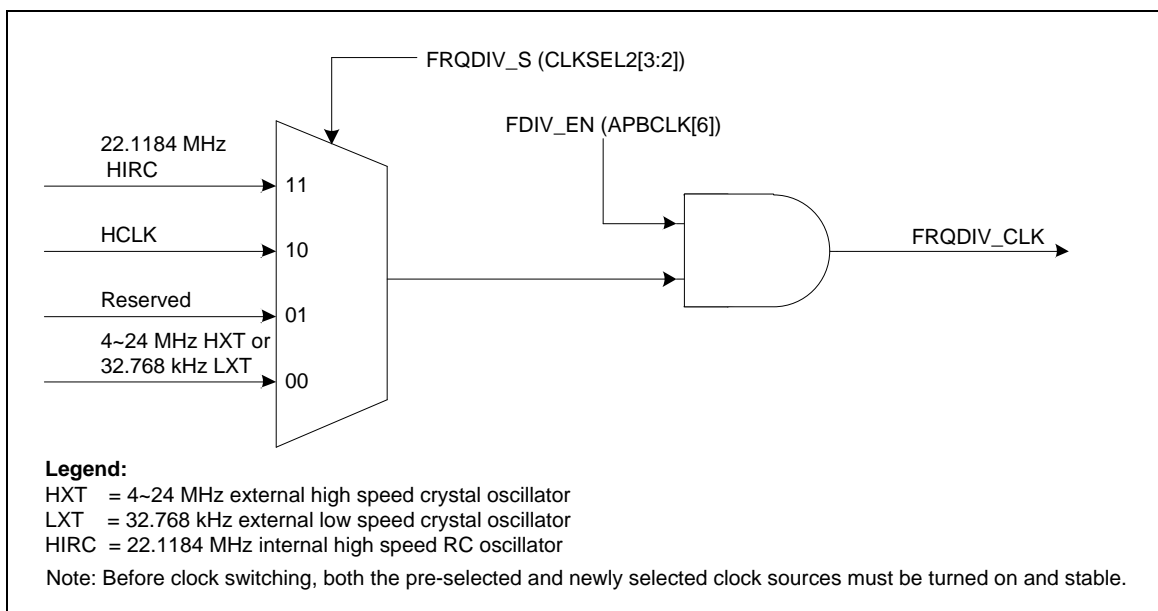 FRQDIV_S (CLKSEL2[3:2])
FDIV_EN (APBCLK[6])
22.1184 MHz
HIRC
11
HCLK
10
FRQDIV_CLK
Reserved
01
4~24 MHz HXT or
32.768 kHz LXT
00
Legend:
HXT = 4~24 MHz external high speed crystal oscillator
LXT = 32.768 kHz external low speed crystal oscillator
HIRC = 22.1184 MHz internal high speed RC oscillator
Note: Before clock switching, both the pre-selected and newly selected clock sources must be turned on and stable.